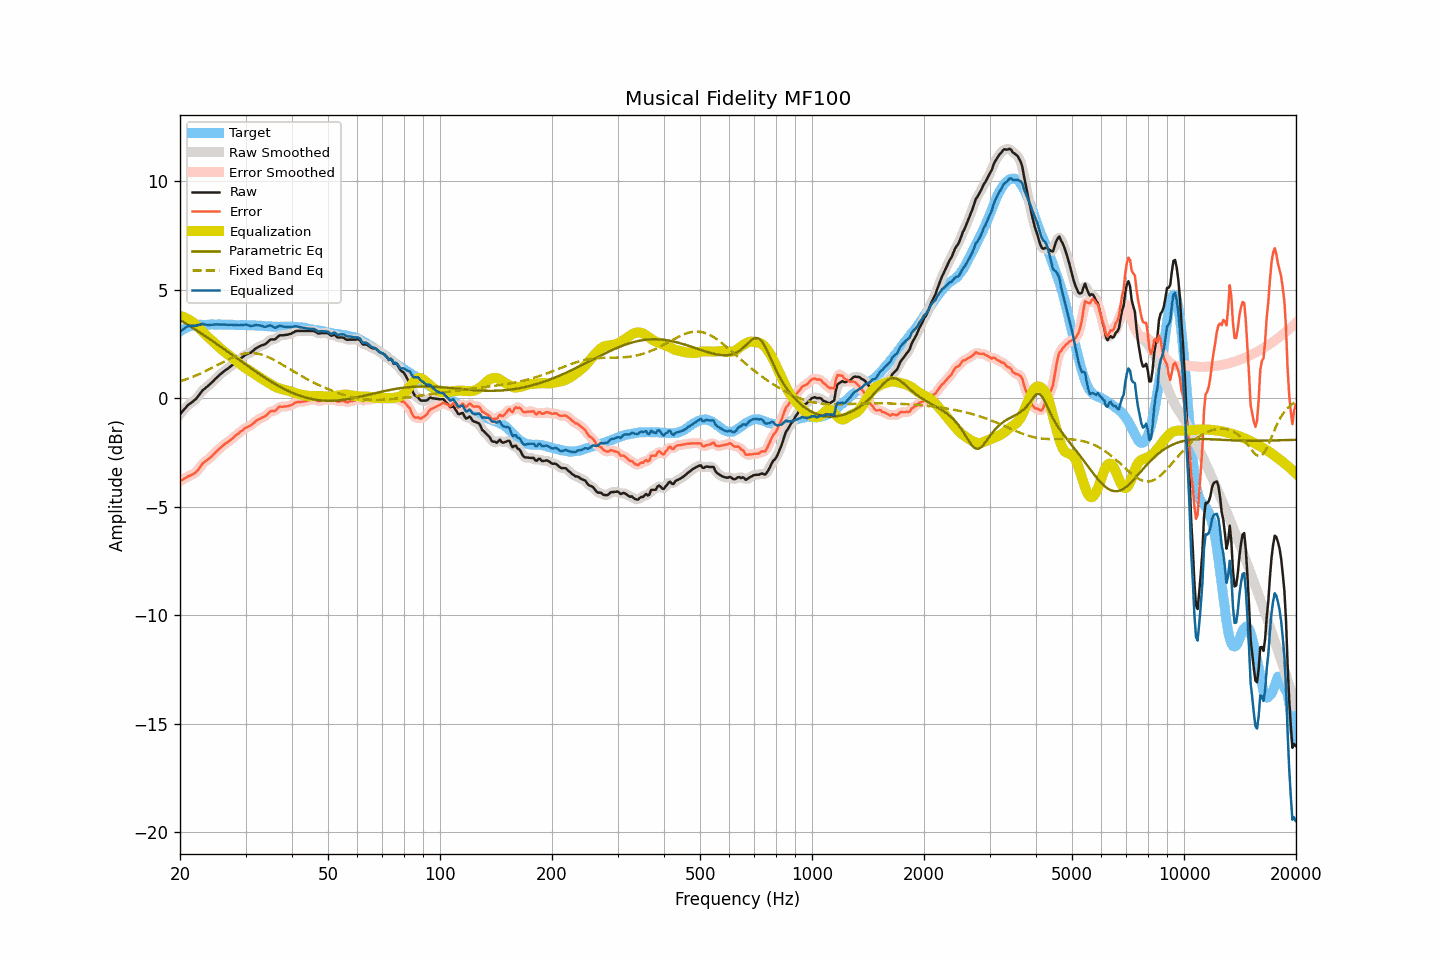 Musical Fidelity MF100
Target
Raw Smoothed
Error Smoothed
Raw
Error
Equalization
Parametric Eq
Fixed Band Eq
Equalized
10
5
0
−5
−10
−15
−20
Amplitude (dBr)
20 50 100 200 500 1000 2000 5000 10000 20000
Frequency (Hz)